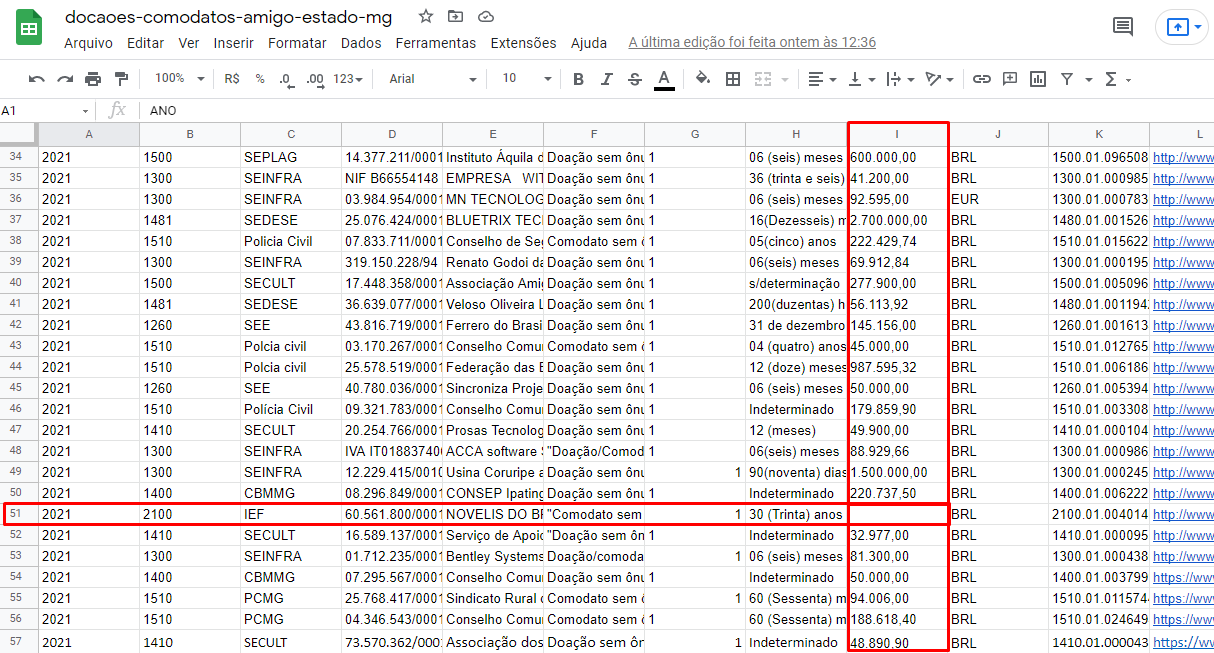 docaoes-comodatos-amigo-estado-mg
Arquivo Editar Ver Inserir Formatar Dados Ferramentas Extensões Ajuda A última edição foi feita ontem às 12:36
100% R$ % .0 .00 123 Arial 10 B I S A
A1 fx ANO
A B C D E F G H I J K L
34 2021 1500 SEPLAG 14.377.211/0001 Instituto Áquila d Doação sem ônu 1 06 (seis) meses 600.000,00 BRL 1500.01.096508 http://www
35 2021 1300 SEINFRA NIF B66554148 EMPRESA WIT Doação sem ônu 1 36 (trinta e seis) 41.200,00 BRL 1300.01.000985 http://www
36 2021 1300 SEINFRA 03.984.954/0001 MN TECNOLOG Doação sem ônu 1 06 (seis) meses 92.595,00 EUR 1300.01.000783 http://www
37 2021 1481 SEDESE 25.076.424/0001 BLUETRIX TEC Doação sem ônu 1 16(Dezesseis) m 2.700.000,00 BRL 1480.01.001526 http://www
38 2021 1510 Policia Civil 07.833.711/0001 Conselho de Seg Comodato sem ô 1 05(cinco) anos 222.429,74 BRL 1510.01.015622 http://www
39 2021 1300 SEINFRA 319.150.228/94 Renato Godoi da Doação sem ônu 1 06(seis) meses 69.912,84 BRL 1300.01.000195 http://www
40 2021 1500 SECULT 17.448.358/0001 Associação Amig Doação sem ônu 1 s/determinação 277.900,00 BRL 1500.01.005096 http://www
41 2021 1481 SEDESE 36.639.077/0001 Veloso Oliveira L Doação sem ônu 1 200(duzentas) h 56.113,92 BRL 1480.01.001194 http://www
42 2021 1260 SEE 43.816.719/0001 Ferrero do Brasi Doação sem ônu 1 31 de dezembro 145.156,00 BRL 1260.01.001613 http://www
43 2021 1510 Polcia civil 03.170.267/0001 Conselho Comu Comodato sem ô 1 04 (quatro) anos 45.000,00 BRL 1510.01.012765 http://www
44 2021 1510 Polcia civil 25.578.519/0001 Federação das E Doação sem ônu 1 12 (doze) meses 987.595,32 BRL 1510.01.006186 http://www
45 2021 1260 SEE 40.780.036/0001 Sincroniza Proje Doação sem ônu 1 06 (seis) meses 50.000,00 BRL 1260.01.005394 http://www
46 2021 1510 Polícia Civil 09.321.783/0001 Conselho Comu Doação sem ônu 1 Indeterminado 179.859,90 BRL 1510.01.003308 http://www
47 2021 1410 SECULT 20.254.766/0001 Prosas Tecnolog Doação sem ônu 1 12 (meses) 49.900,00 BRL 1410.01.000104 http://www
48 2021 1300 SEINFRA IVA IT01883740 ACCA software S "Doação/Comod 1 06(seis) meses 88.929,66 BRL 1300.01.000986 http://www
49 2021 1300 SEINFRA 12.229.415/0010 Usina Coruripe a Doação sem ônu 1 90(noventa) dias 1.500.000,00 BRL 1300.01.000245 http://www
50 2021 1400 CBMMG 08.296.849/0001 CONSEP Ipating Doação sem ônu 1 Indeterminado 220.737,50 BRL 1400.01.006222 http://www
51 2021 2100 IEF 60.561.800/0001 NOVELIS DO BR "Comodato sem 1 30 (Trinta) anos BRL 2100.01.004014 http://www
52 2021 1410 SECULT 16.589.137/0001 Serviço de Apoio "Doação sem ôn 1 Indeterminado 32.977,00 BRL 1410.01.000095 http://www
53 2021 1300 SEINFRA 01.712.235/0001 Bentley Systems Doação/comoda 1 06 (seis) meses 81.300,00 BRL 1300.01.000438 http://www
54 2021 1400 CBMMG 07.295.567/0001 Conselho Comu Doação sem ônu 1 Indeterminado 50.000,00 BRL 1400.01.003799 https://ww
55 2021 1510 PCMG 25.768.417/0001 Sindicato Rural d Comodato sem ô 1 60 (Sessenta) m 94.006,00 BRL 1510.01.011574 https://ww
56 2021 1510 PCMG 04.346.543/0001 Conselho Comu Comodato sem ô 1 60 (Sessenta) m 188.618,40 BRL 1510.01.024649 https://ww
57 2021 1410 SECULT 73.570.362/000 Associação dos Doação sem ôn 1 Indeterminado 48.890,90 BRL 1410.01.000043 https://ww